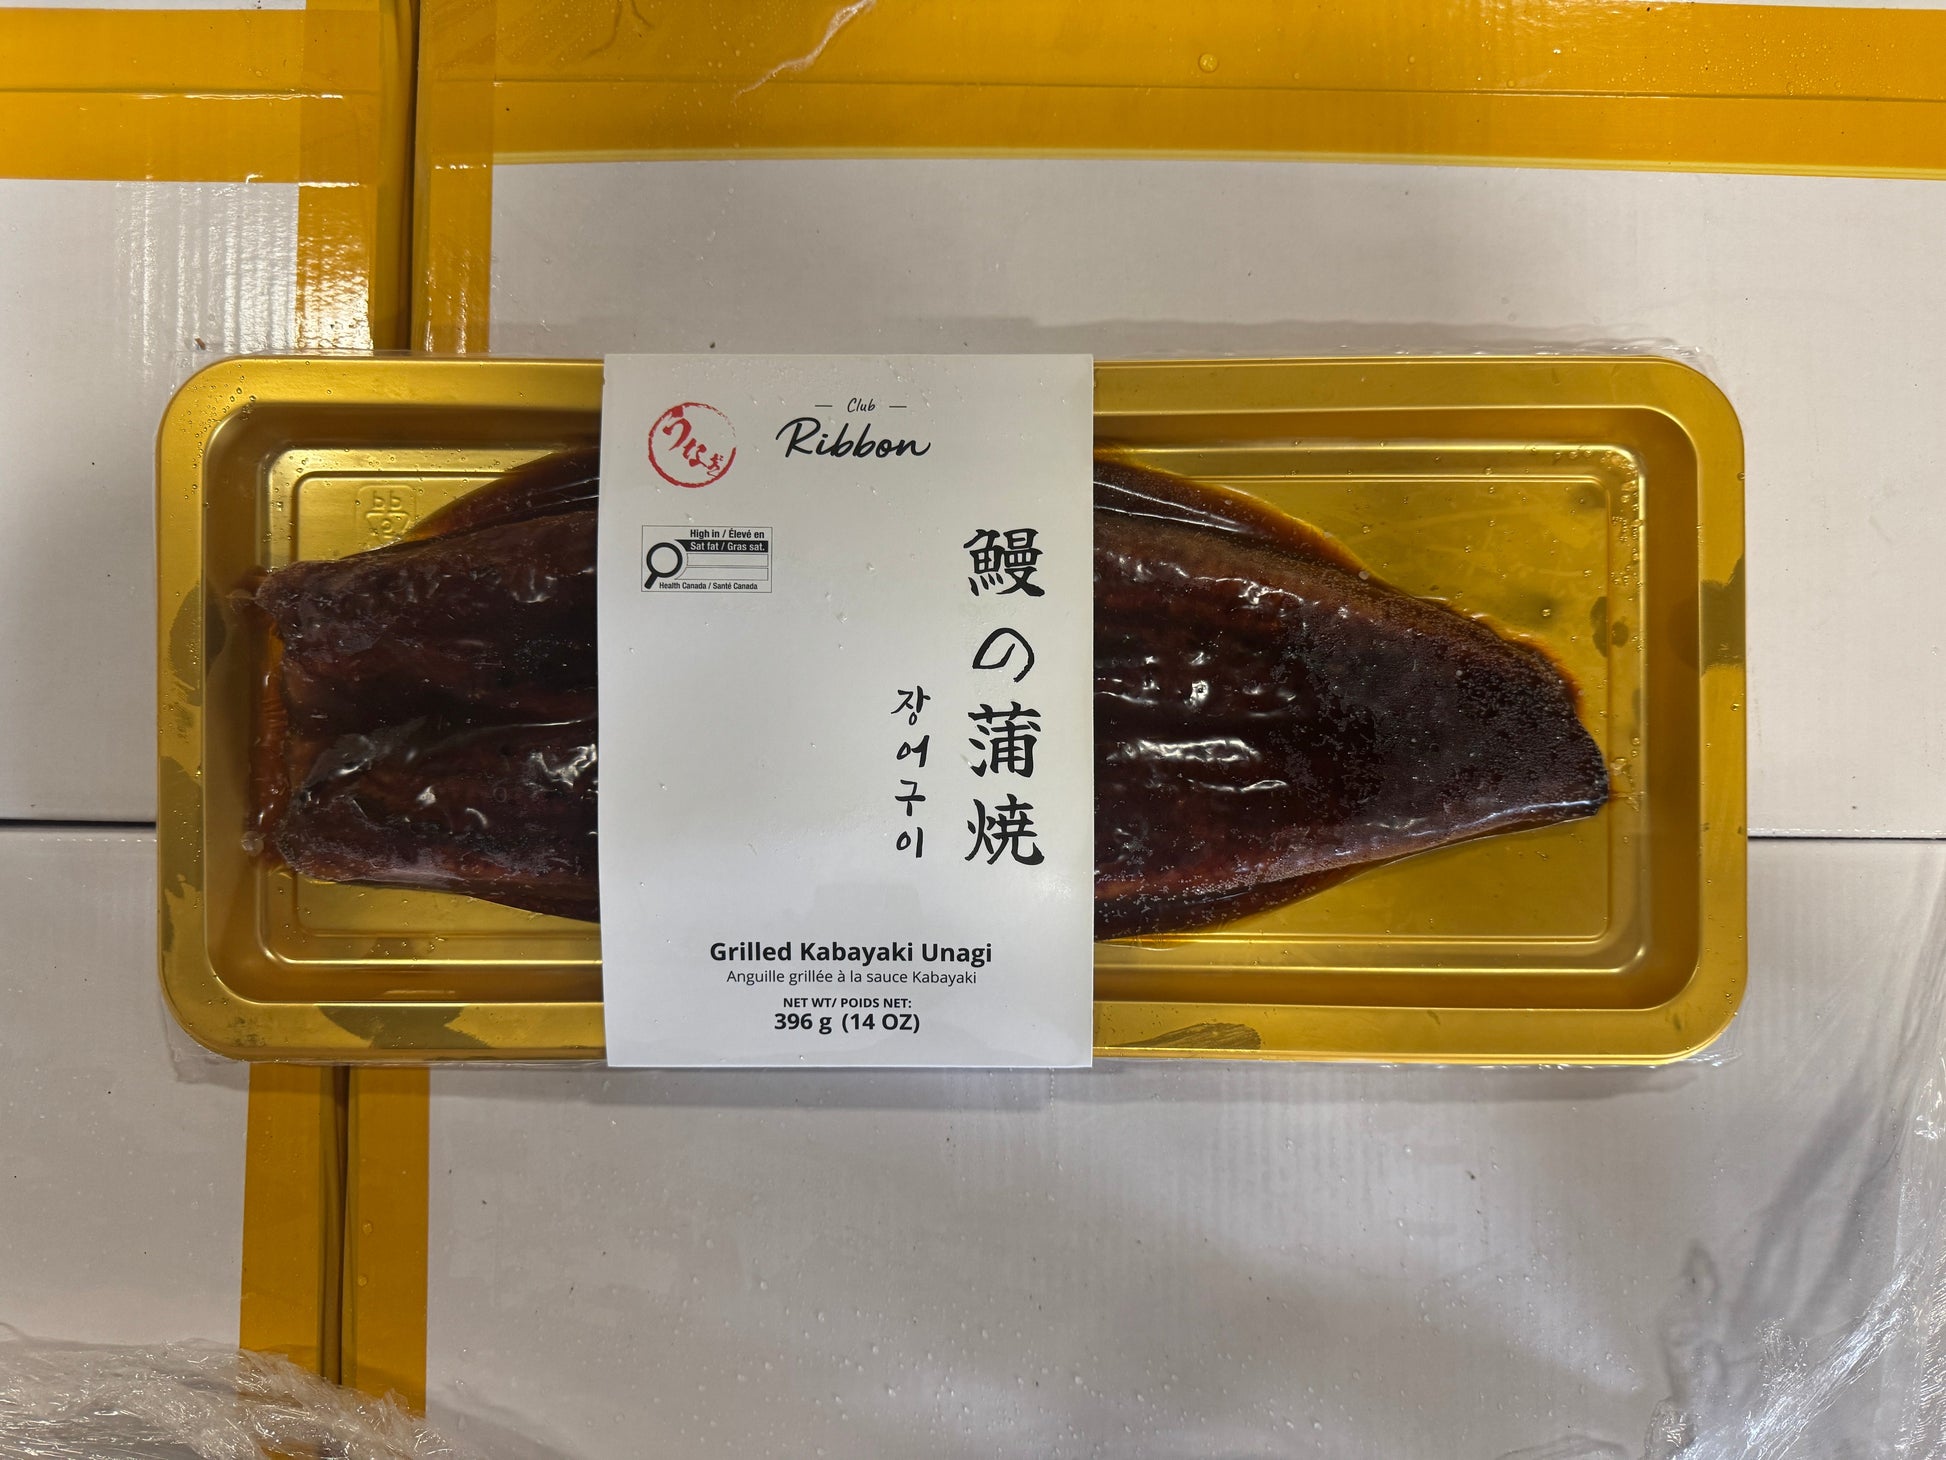 うなぎ
Club
Ribbon
High in / Élevé en
Sat fat / Gras sat.
Health Canada / Santé Canada
鰻の蒲焼
장어구이
Grilled Kabayaki Unagi
Anguille grillée à la sauce Kabayaki
NET WT/ POIDS NET:
396 g (14 OZ)